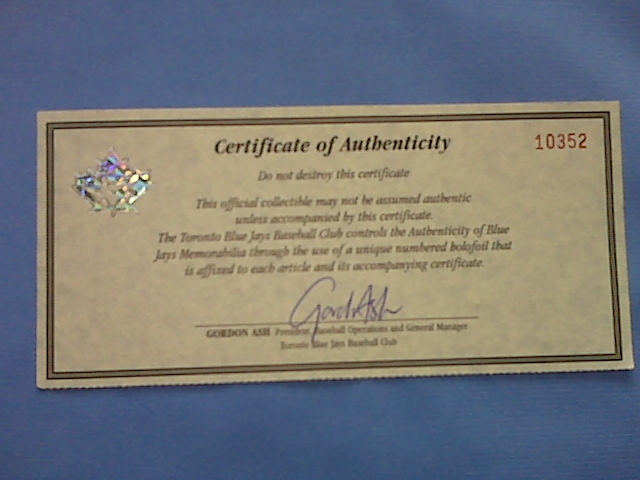 Certificate of Authenticity
10352
Do not destroy this certificate
This official collectible may not be assumed authentic
unless accompanied by this certificate.
The Toronto Blue Jays Baseball Club controls the Authenticity of Blue
Jays Memorabilia through the use of a unique numbered holofoil that
is affixed to each article and its accompanying certificate.
Gord Ash
GORDON ASH President, Baseball Operations and General Manager
Toronto Blue Jays Baseball Club